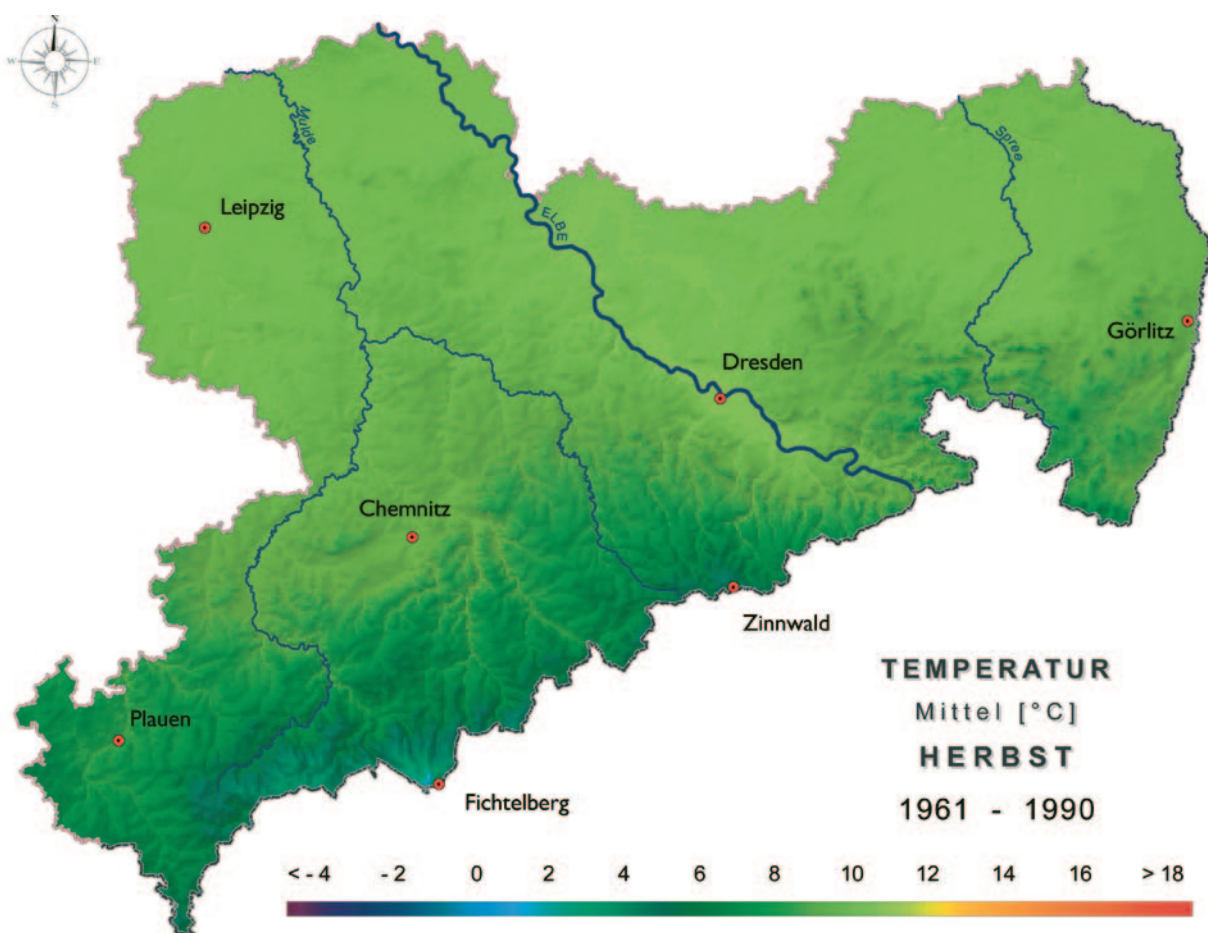 N
W E
S
Mulde
Spree
Leipzig
ELBE
Görlitz
Dresden
Chemnitz
Zinnwald
TEMPERATUR
Mittel [°C]
HERBST
1961 - 1990
Plauen
Fichtelberg
< - 4 - 2 0 2 4 6 8 10 12 14 16 > 18